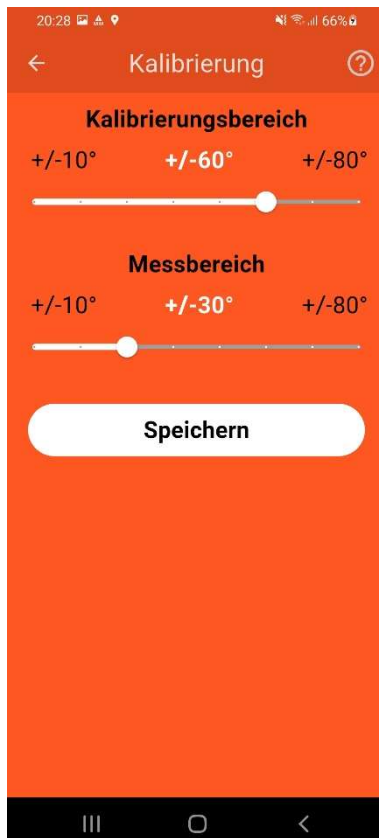 20:28 66%
Kalibrierung
Kalibrierungsbereich
+/-10° +/-60° +/-80°
Messbereich
+/-10° +/-30° +/-80°
Speichern